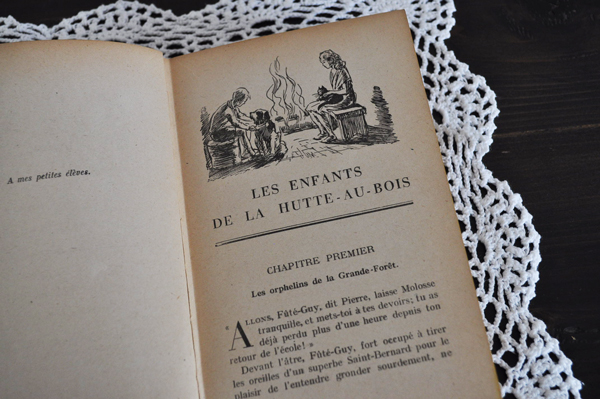 A mes petites élèves.
LES ENFANTS
DE LA HUTTE-AU-BOIS
CHAPITRE PREMIER
Les orphelins de la Grande-Forêt.
« ALLONS, Fûté-Guy, dit Pierre, laisse Molosse
tranquille, et mets-toi à tes devoirs; tu as
déjà perdu plus d'une heure depuis ton
retour de l'école! »
Devant l'âtre, Fûté-Guy, fort occupé à tirer
les oreilles d'un superbe Saint-Bernard pour le
plaisir de l'entendre gronder sourdement, ne